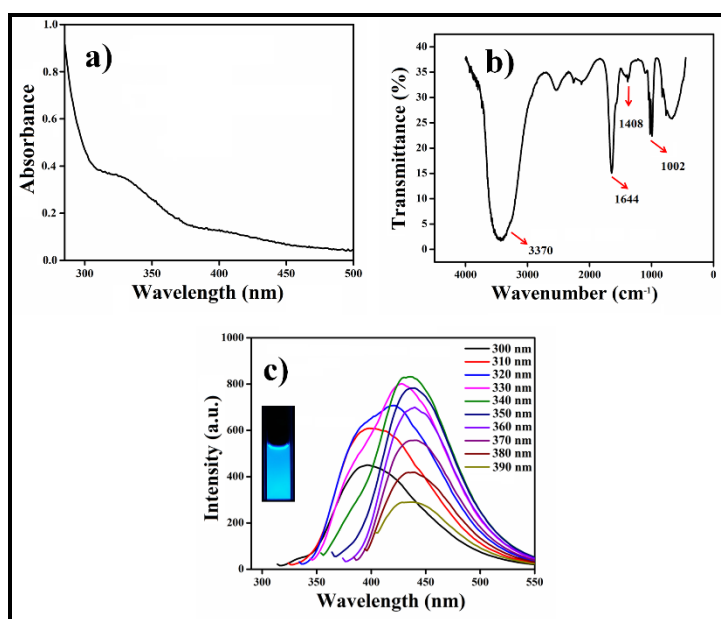 a)
Absorbance
1.0
0.8
0.6
0.4
0.2
0.0
300 350 400 450 500
Wavelength (nm)
b)
Transmittance (%)
40
35
30
25
20
15
10
5
0
1408
1002
1644
3370
4000 3000 2000 1000 0
Wavenumber (cm⁻¹)
c)
Intensity (a.u.)
1000
800
600
400
200
0
300 nm
310 nm
320 nm
330 nm
340 nm
350 nm
360 nm
370 nm
380 nm
390 nm
300 350 400 450 500 550
Wavelength (nm)